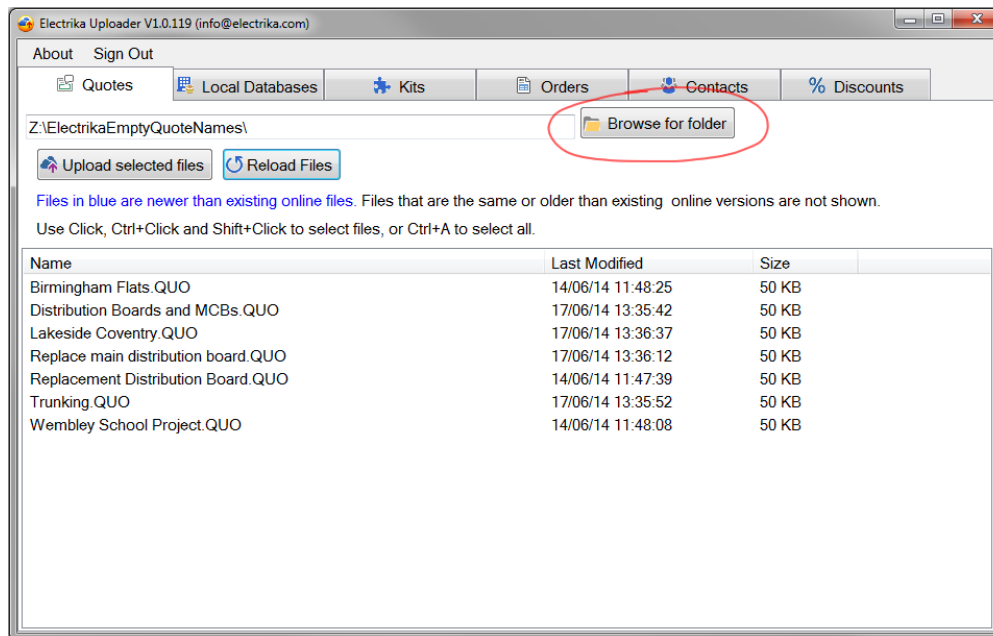 Electrika Uploader V1.0.119 (info@electrika.com)
About Sign Out
Quotes Local Databases Kits Orders Contacts % Discounts
Z:\ElectrikaEmptyQuoteNames\ Browse for folder
Upload selected files Reload Files
Files in blue are newer than existing online files. Files that are the same or older than existing online versions are not shown.
Use Click, Ctrl+Click and Shift+Click to select files, or Ctrl+A to select all.
Name Last Modified Size
Birmingham Flats.QUO 14/06/14 11:48:25 50 KB
Distribution Boards and MCBs.QUO 17/06/14 13:35:42 50 KB
Lakeside Coventry.QUO 17/06/14 13:36:37 50 KB
Replace main distribution board.QUO 17/06/14 13:36:12 50 KB
Replacement Distribution Board.QUO 14/06/14 11:47:39 50 KB
Trunking.QUO 17/06/14 13:35:52 50 KB
Wembley School Project.QUO 14/06/14 11:48:08 50 KB